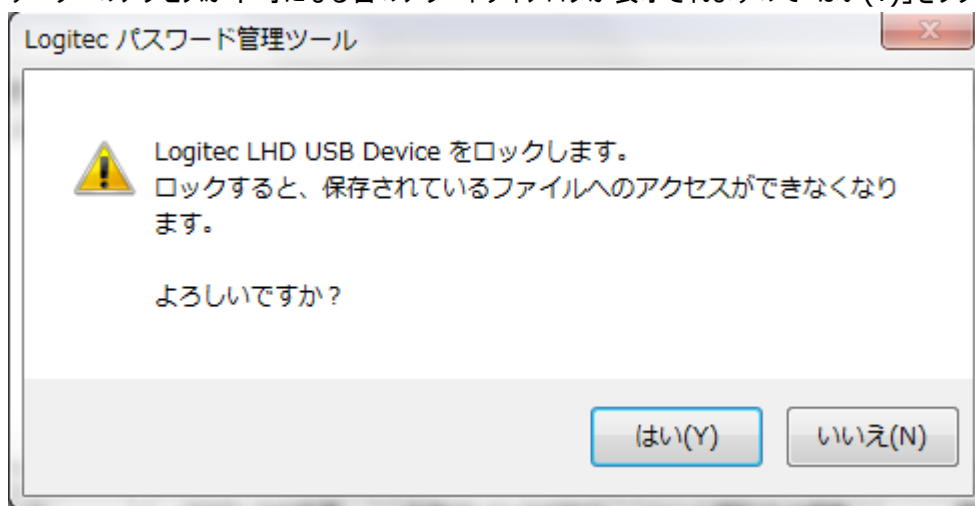 Logitec パスワード管理ツール
Logitec LHD USB Device をロックします。
ロックすると、保存されているファイルへのアクセスができなくなり
ます。
よろしいですか？
はい(Y)
いいえ(N)